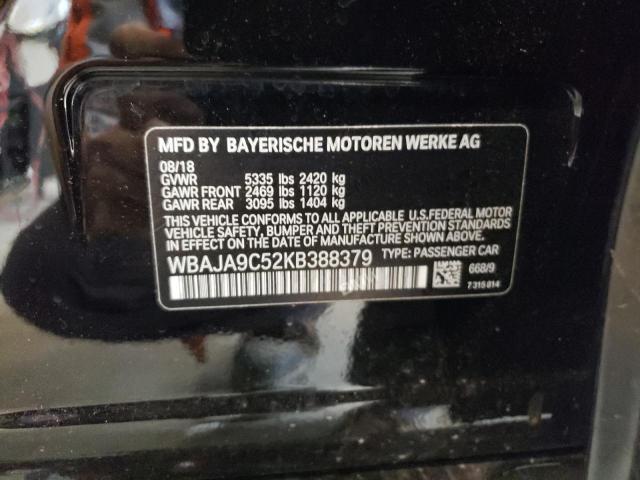 MFD BY BAYERISCHE MOTOREN WERKE AG
08/18
GVWR 5335 lbs 2420 kg
GAWR FRONT 2469 lbs 1120 kg
GAWR REAR 3095 lbs 1404 kg
THIS VEHICLE CONFORMS TO ALL APPLICABLE U.S.FEDERAL MOTOR
VEHICLE SAFETY, BUMPER, AND THEFT PREVENTION STANDARDS
IN EFFECT ON THE DATE OF MANUFACTURE SHOWN ABOVE.
WBAJA9C52KB388379 TYPE: PASSENGER CAR
668/9
7 315 814